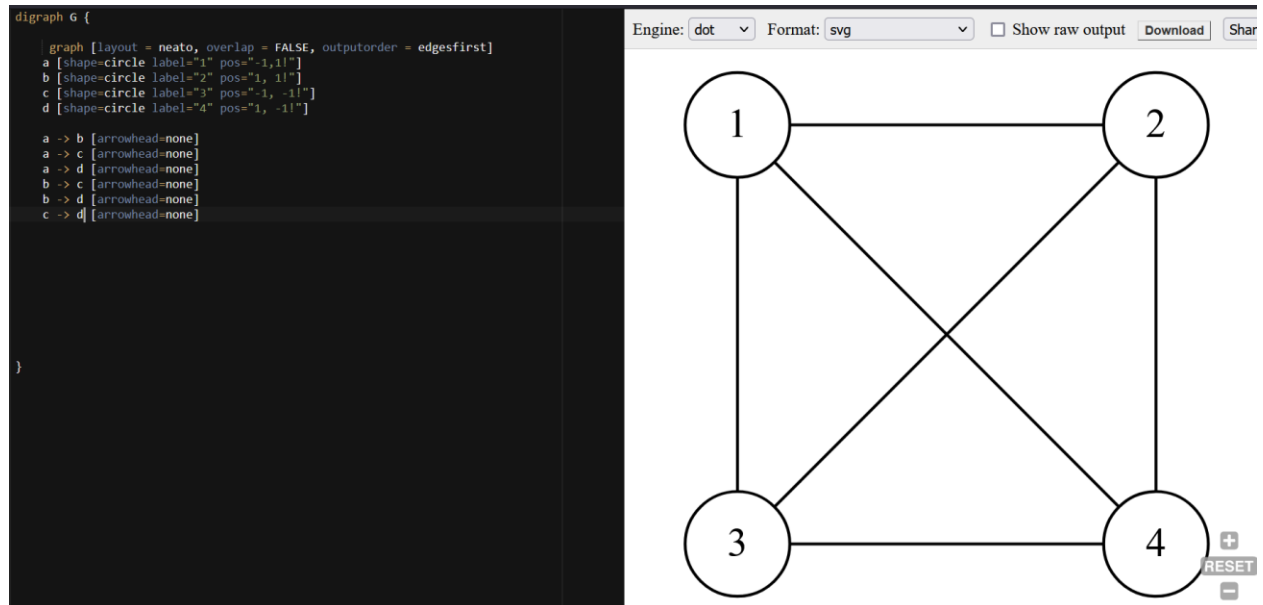 digraph G {
graph [layout = neato, overlap = FALSE, outputorder = edgesfirst]
a [shape=circle label="1" pos="-1,1!"]
b [shape=circle label="2" pos="1, 1!"]
c [shape=circle label="3" pos="-1, -1!"]
d [shape=circle label="4" pos="1, -1!"]
a -> b [arrowhead=none]
a -> c [arrowhead=none]
a -> d [arrowhead=none]
b -> c [arrowhead=none]
b -> d [arrowhead=none]
c -> d [arrowhead=none]
}
Engine: dot Format: svg Show raw output Download Shar
1 2
3 4
RESET